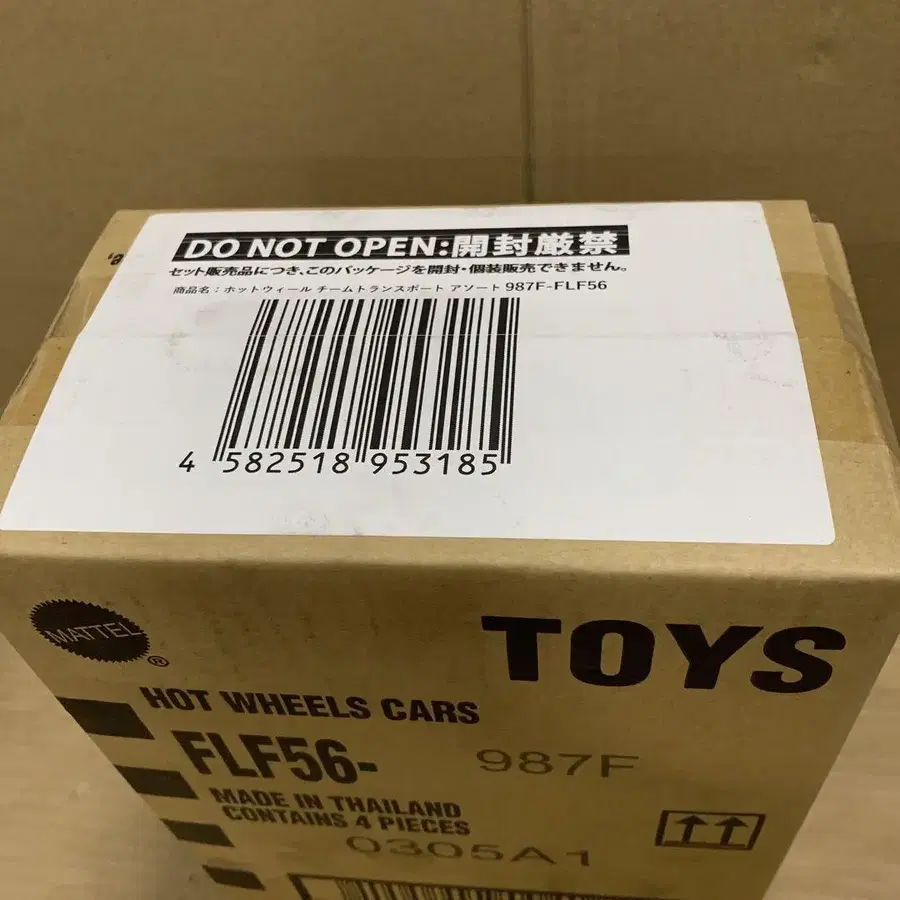 DO NOT OPEN:開封厳禁
セット販売品につき、このパッケージを開封・個装販売できません。
商品名：ホットウィール チームトランスポート アソート 987F-FLF56
4 582518 953185
MATTEL®
TOYS
HOT WHEELS CARS
FLF56- 987F
MADE IN THAILAND
CONTAINS 4 PIECES
0305A1